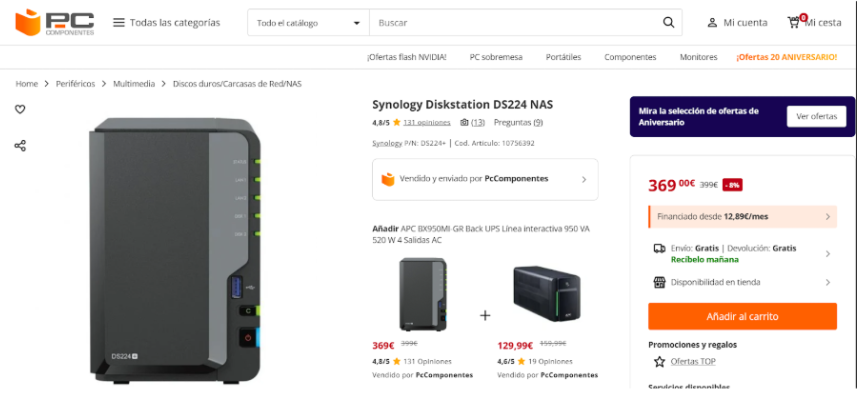 PC
COMPONENTES
Todas las categorías
Todo el catálogo
Buscar
Mi cuenta
0
Mi cesta
¡Ofertas flash NVIDIA!
PC sobremesa
Portátiles
Componentes
Monitores
¡Ofertas 20 ANIVERSARIO!
Home > Periféricos > Multimedia > Discos duros/Carcasas de Red/NAS
Synology Diskstation DS224 NAS
4,8/5 131 opiniones (13) Preguntas (9)
Synology P/N: DS224+ | Cod. Artículo: 10756392
Vendido y enviado por PcComponentes
Añadir APC BX950MI-GR Back UPS Línea interactiva 950 VA
520 W 4 Salidas AC
+
369€ 399€
4,8/5 131 Opiniones
Vendido por PcComponentes
129,99€ 159,99€
4,6/5 19 Opiniones
Vendido por PcComponentes
DS224+
Mira la selección de ofertas de
Aniversario
Ver ofertas
369,00€ 399€ -8%
Financiado desde 12,89€/mes
Envío: Gratis | Devolución: Gratis
Recíbelo mañana
Disponibilidad en tienda
Añadir al carrito
Promociones y regalos
Ofertas TOP
Servicios disponibles